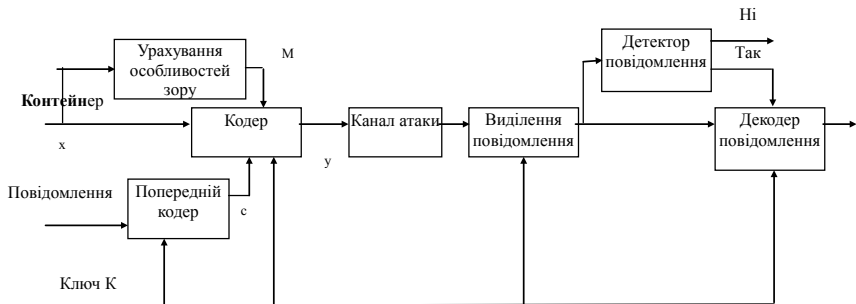 Ні
Урахування
особливостей
зору
М
Детектор
повідомлення
Так
Контейнер
Кодер
Канал атаки
Виділення
повідомлення
Декодер
повідомлення
x
y
Повідомлення
Попередній
кодер
c
Ключ К